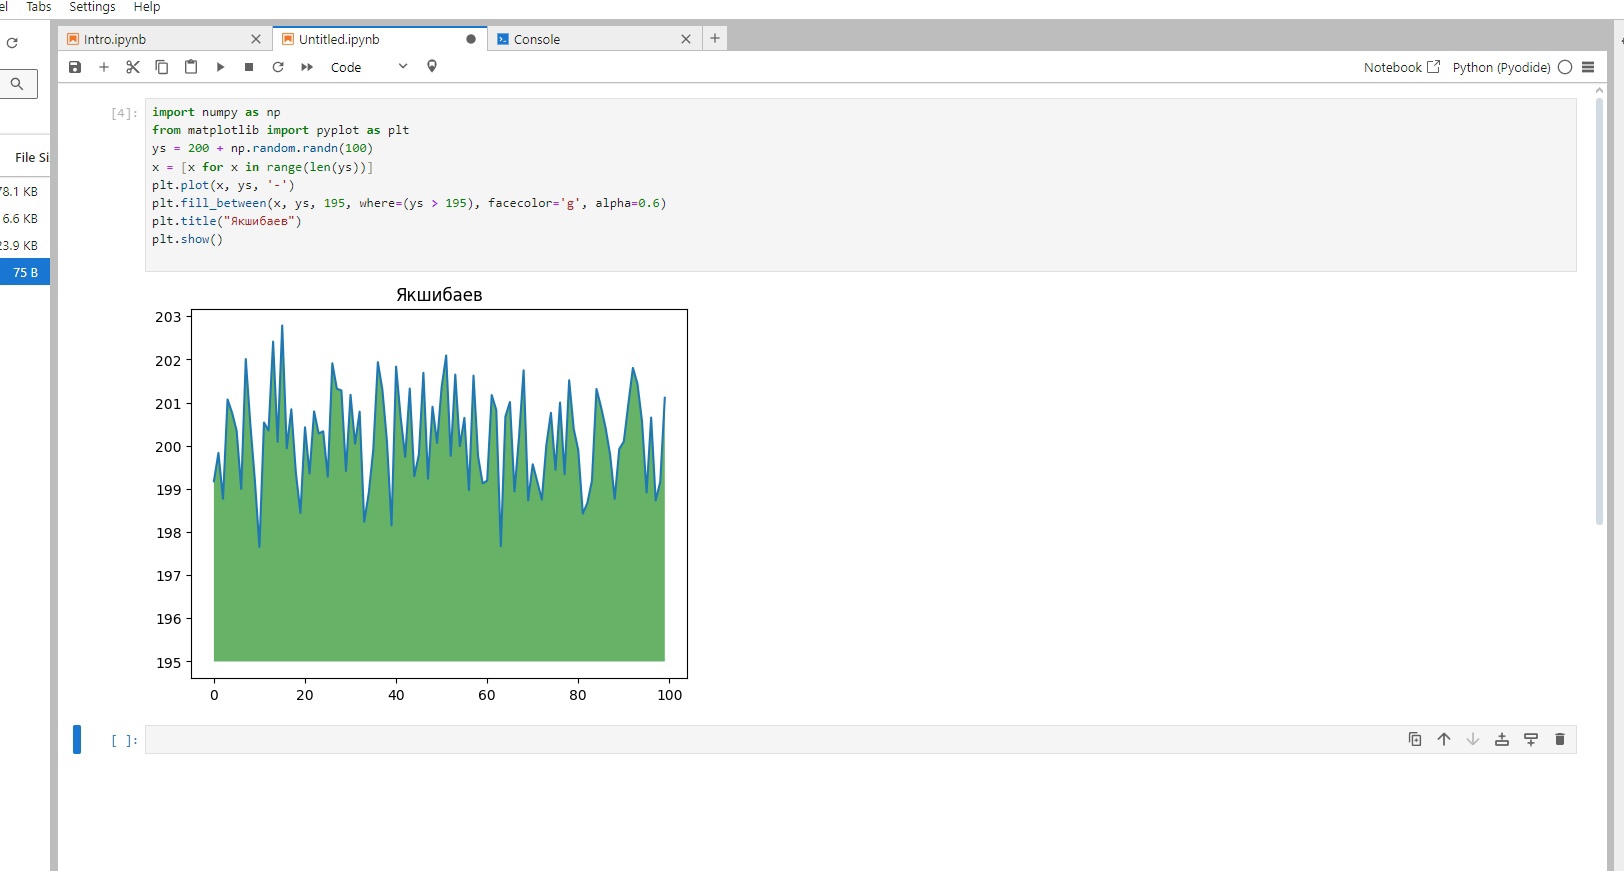 Tabs Settings Help
Intro.ipynb Untitled.ipynb Console
Code Notebook Python (Pyodide)
File Si
78.1 KB
6.6 KB
23.9 KB
75 B
[4]:
import numpy as np
from matplotlib import pyplot as plt
ys = 200 + np.random.randn(100)
x = [x for x in range(len(ys))]
plt.plot(x, ys, '-')
plt.fill_between(x, ys, 195, where=(ys > 195), facecolor='g', alpha=0.6)
plt.title("Якшибаев")
plt.show()
Якшибаев
203
202
201
200
199
198
197
196
195
0 20 40 60 80 100
[ ]: